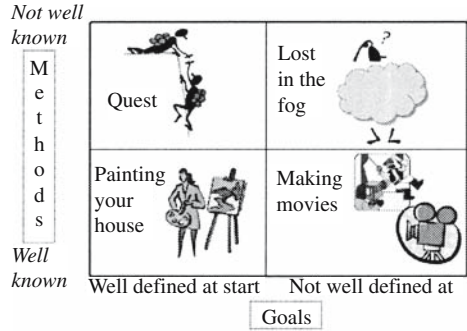 Not well
known
M
e
t
h
o
d
s
Well
known
Quest
Lost
in the
fog
?
Painting
your
house
Making
movies
Well defined at start
Not well defined at
Goals